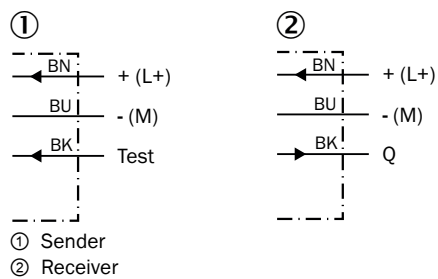 ① ②
BN + (L+) BN + (L+)
BU - (M) BU - (M)
BK Test BK Q
① Sender
② Receiver